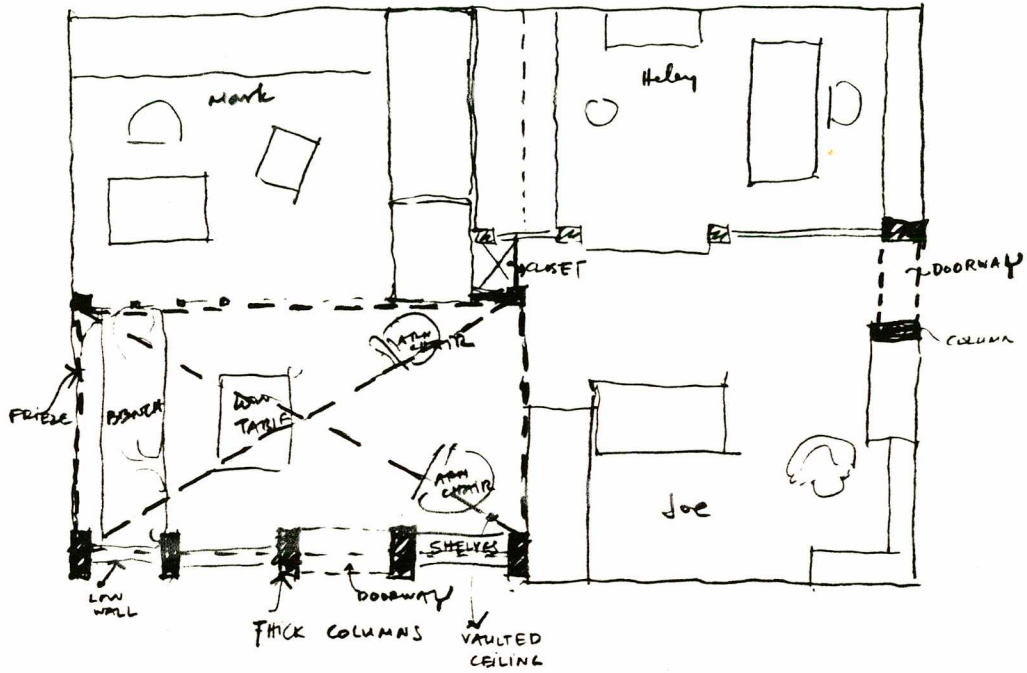 Mark
Heley
CLOSET
DOORWAY
COLUMN
ARM
CHAIR
FRIEZE
BENCH
LOW
TABLE
ARM
CHAIR
Joe
SHELVES
LOW
WALL
DOORWAY
THICK COLUMNS
VAULTED
CEILING